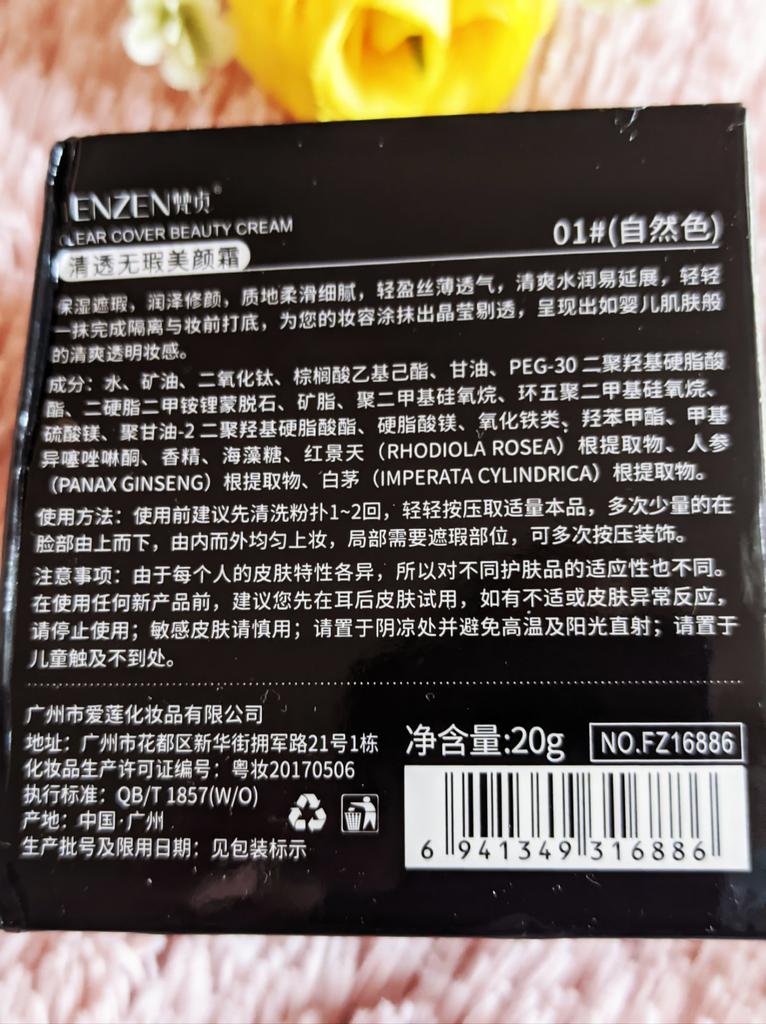 ENZEN梵贞®
LEAR COVER BEAUTY CREAM
01#(自然色)
清透无瑕美颜霜
保湿遮瑕，润泽修颜，质地柔滑细腻，轻盈丝薄透气，清爽水润易延展，轻轻
一抹完成隔离与妆前打底，为您的妆容涂抹出晶莹剔透，呈现出如婴儿肌肤般
的清爽透明妆感。
成分：水、矿油、二氧化钛、棕榈酸乙基己酯、甘油、PEG-30 二聚羟基硬脂酸
酯、二硬脂二甲铵锂蒙脱石、矿脂、聚二甲基硅氧烷、环五聚二甲基硅氧烷、
硫酸镁、聚甘油-2 二聚羟基硬脂酸酯、硬脂酸镁、氧化铁类、羟苯甲酯、甲基
异噻唑啉酮、香精、海藻糖、红景天（RHODIOLA ROSEA）根提取物、人参
（PANAX GINSENG）根提取物、白茅（IMPERATA CYLINDRICA）根提取物。
使用方法：使用前建议先清洗粉扑1~2回，轻轻按压取适量本品，多次少量的在
脸部由上而下，由内而外均匀上妆，局部需要遮瑕部位，可多次按压装饰。
注意事项：由于每个人的皮肤特性各异，所以对不同护肤品的适应性也不同。
在使用任何新产品前，建议您先在耳后皮肤试用，如有不适或皮肤异常反应，
请停止使用；敏感皮肤请慎用；请置于阴凉处并避免高温及阳光直射；请置于
儿童触及不到处。
广州市爱莲化妆品有限公司
地址：广州市花都区新华街拥军路21号1栋
化妆品生产许可证编号：粤妆20170506
执行标准：QB/T 1857(W/O)
产地：中国·广州
生产批号及限用日期：见包装标示
净含量:20g
NO.FZ16886
6 941349 316886